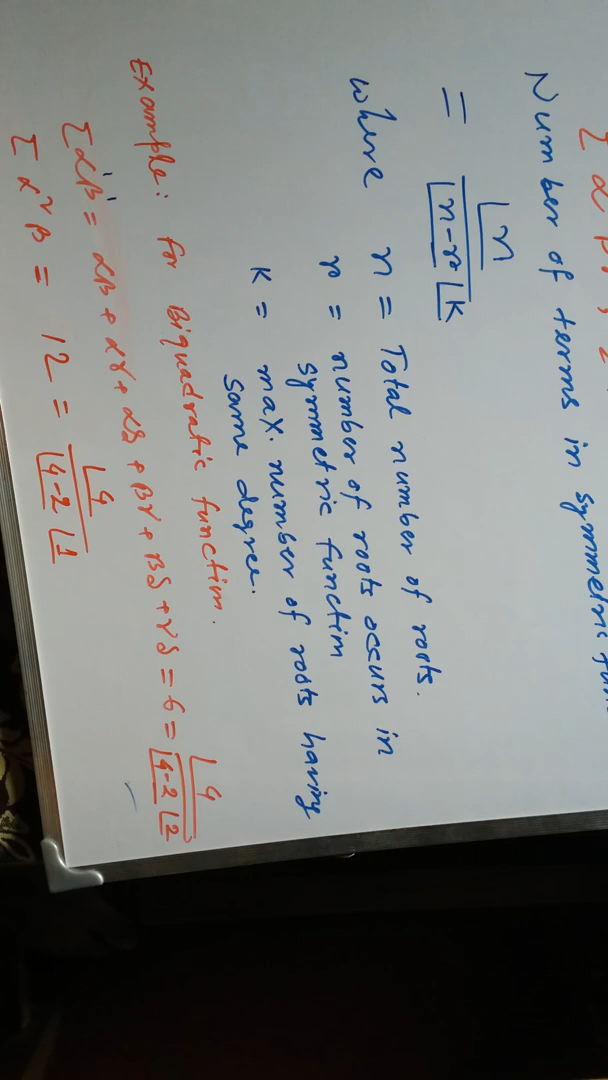 Σ α β
Number of terms in symmetric
= ∟n / ∟n-r ∟k
where n = Total number of roots.
r = number of roots occurs in
symmetric function
K = max. number of roots having
same degree.
Example: for Biquadratic function.
Σα'β' = αβ + αγ + αδ + βγ + βδ + γδ = 6 = ∟4 / ∟4-2 ∟2
Σ α²β = 12 = ∟4 / ∟4-2 ∟1